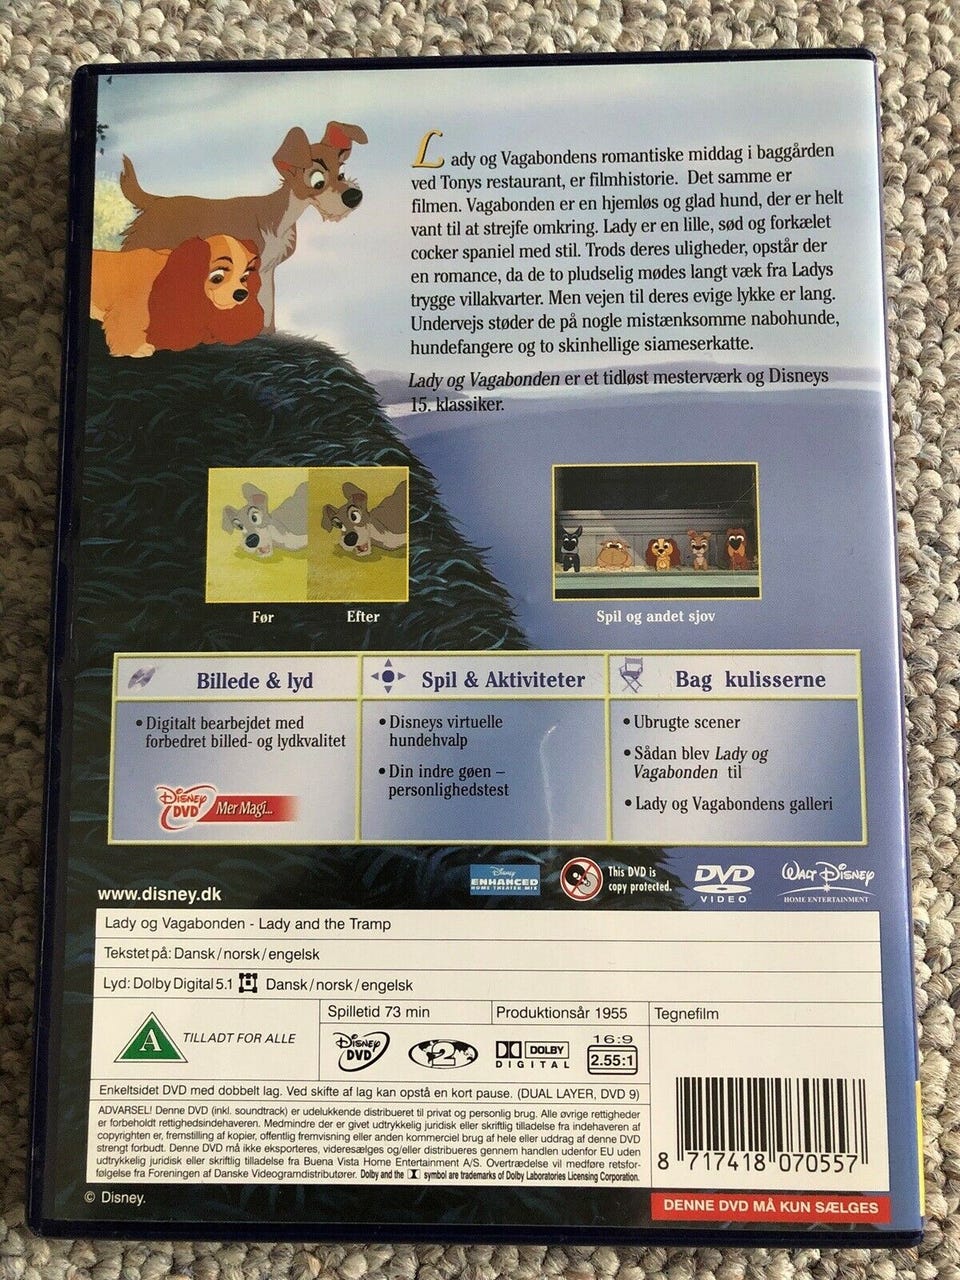 Lady og Vagabondens romantiske middag i baggården
ved Tonys restaurant, er filmhistorie. Det samme er
filmen. Vagabonden er en hjemløs og glad hund, der er helt
vant til at strejfe omkring. Lady er en lille, sød og forkælet
cocker spaniel med stil. Trods deres uligheder, opstår der
en romance, da de to pludselig mødes langt væk fra Ladys
trygge villakvarter. Men vejen til deres evige lykke er lang.
Undervejs støder de på nogle mistænksomme nabohunde,
hundefangere og to skinhellige siameserkatte.
Lady og Vagabonden er et tidløst mesterværk og Disneys
15. klassiker.
Før Efter
Spil og andet sjov
Billede & lyd
• Digitalt bearbejdet med
forbedret billed- og lydkvalitet
Disney
DVD Mer Magi...
Spil & Aktiviteter
• Disneys virtuelle
hundehvalp
• Din indre gøen –
personlighedstest
Bag kulisserne
• Ubrugte scener
• Sådan blev Lady og
Vagabonden til
• Lady og Vagabondens galleri
www.disney.dk
Disney
ENHANCED
HOME THEATER MIX
This DVD is
copy protected.
DVD
VIDEO
Walt Disney
HOME ENTERTAINMENT
Lady og Vagabonden - Lady and the Tramp
Tekstet på: Dansk/norsk/engelsk
Lyd: Dolby Digital 5.1 Dansk/norsk/engelsk
A TILLADT FOR ALLE
Spilletid 73 min
Produktionsår 1955
Tegnefilm
Disney
DVD
2
DOLBY
DIGITAL
16:9
2.55:1
Enkeltsidet DVD med dobbelt lag. Ved skifte af lag kan opstå en kort pause. (DUAL LAYER, DVD 9)
ADVARSEL! Denne DVD (inkl. soundtrack) er udelukkende distribueret til privat og personlig brug. Alle øvrige rettigheder
er forbeholdt rettighedsindehaveren. Medmindre der er givet udtrykkelig juridisk eller skriftlig tilladelse fra indehaveren af
copyrighten er, fremstilling af kopier, offentlig fremvisning eller anden kommerciel brug af hele eller uddrag af denne DVD
strengt forbudt. Denne DVD må ikke eksporteres, videresælges og/eller distribueres gennem handlen udenfor EU uden
udtrykkelig juridisk eller skriftlig tilladelse fra Buena Vista Home Entertainment A/S. Overtrædelse vil medføre retsfor-
følgelse fra Foreningen af Danske Videogramdistributører. Dolby and the symbol are trademarks of Dolby Laboratories Licensing Corporation.
8 717418 070557
© Disney.
DENNE DVD MÅ KUN SÆLGES